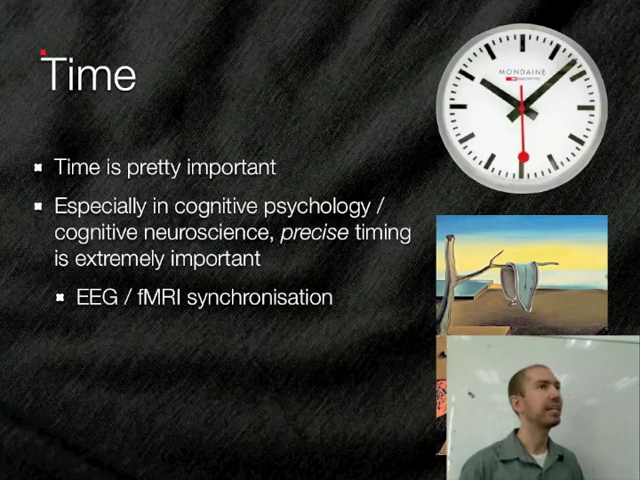 Time
MONDAINE
Time is pretty important
Especially in cognitive psychology /
cognitive neuroscience, precise timing
is extremely important
EEG / fMRI synchronisation